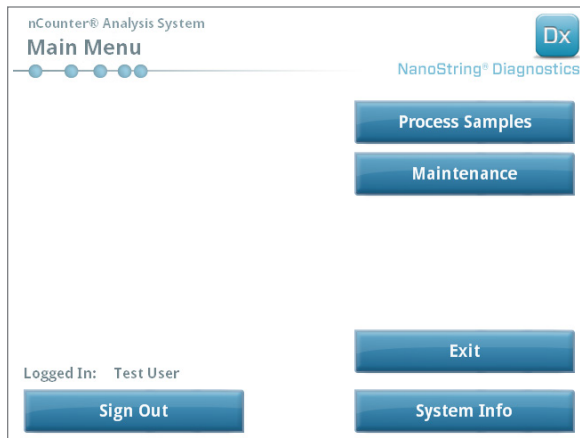 nCounter® Analysis System
Main Menu
Dx
NanoString® Diagnostics
Process Samples
Maintenance
Exit
Logged In: Test User
Sign Out
System Info